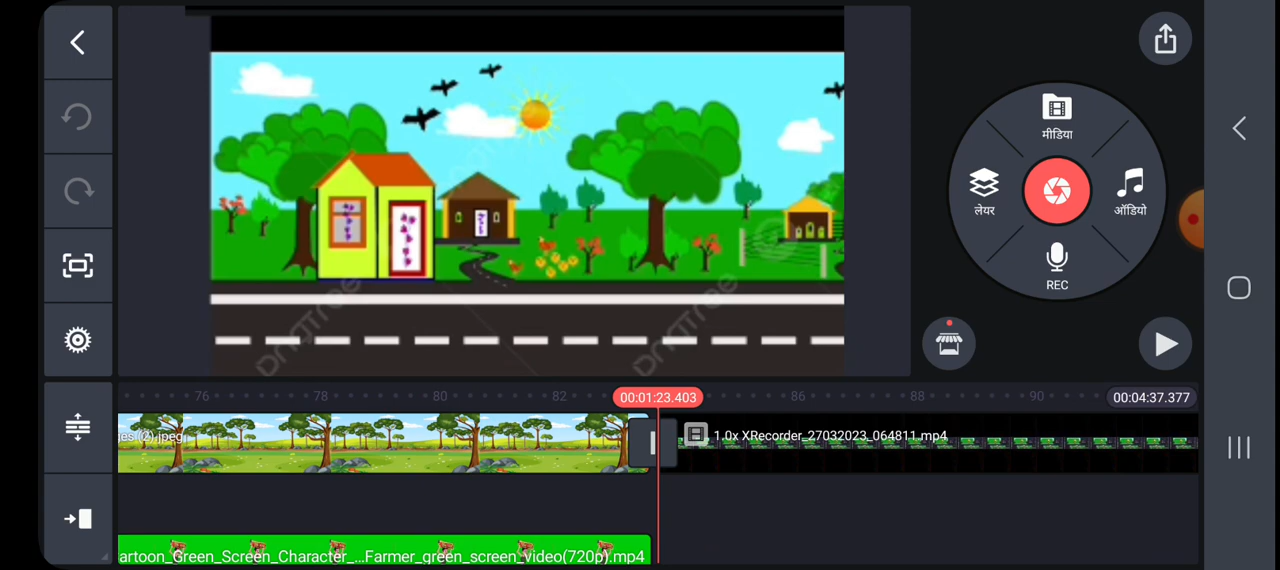 मीडिया
लेयर
ऑडियो
REC
76
78
80
82
00:01:23.403
86
88
90
00:04:37.377
es (2).jpeg
1.0x XRecorder_27032023_064811.mp4
artoon_Green_Screen_Character_...Farmer_green_screen_video(720p).mp4